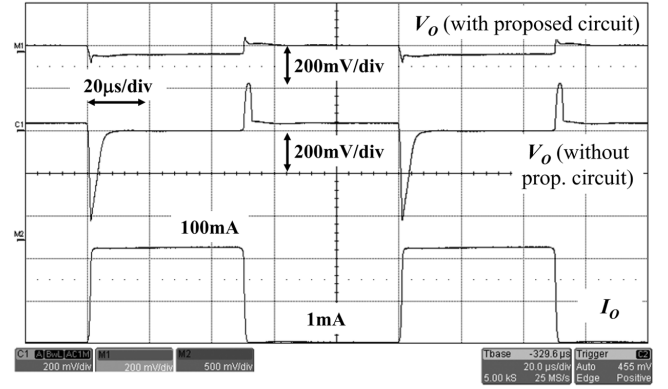 M1
V_O (with proposed circuit)
200mV/div
20μs/div
C1
200mV/div
V_O (without
prop. circuit)
M2
100mA
1mA
I_O
C1 A BwL AC1M
200 mV/div
M1
200 mV/div
M2
500 mV/div
Tbase -329.6 µs
20.0 µs/div
5.00 kS 25 MS/s
Trigger C2
Auto 455 mV
Edge Positive